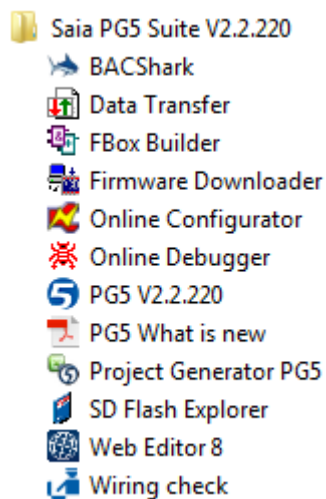 Saia PG5 Suite V2.2.220
BACShark
Data Transfer
FBox Builder
Firmware Downloader
Online Configurator
Online Debugger
PG5 V2.2.220
PG5 What is new
Project Generator PG5
SD Flash Explorer
Web Editor 8
Wiring check